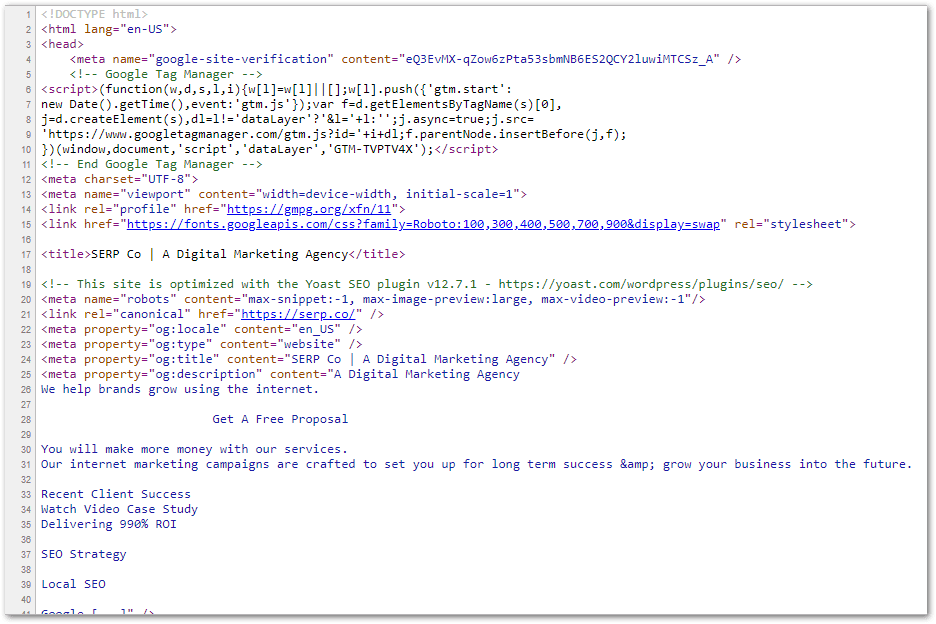 1 <!DOCTYPE html>
2 <html lang="en-US">
3 <head>
4 <meta name="google-site-verification" content="eQ3EvMX-qZow6zPta53sbmNB6ES2QCY2luwiMTCSz_A" />
5 <!-- Google Tag Manager -->
6 <script>(function(w,d,s,l,i){w[l]=w[l]||[];w[l].push({'gtm.start':
7 new Date().getTime(),event:'gtm.js'});var f=d.getElementsByTagName(s)[0],
8 j=d.createElement(s),dl=l!='dataLayer'?'&l='+l:'';j.async=true;j.src=
9 'https://www.googletagmanager.com/gtm.js?id='+i+dl;f.parentNode.insertBefore(j,f);
10 })(window,document,'script','dataLayer','GTM-TVPTV4X');</script>
11 <!-- End Google Tag Manager -->
12 <meta charset="UTF-8">
13 <meta name="viewport" content="width=device-width, initial-scale=1">
14 <link rel="profile" href="https://gmpg.org/xfn/11">
15 <link href="https://fonts.googleapis.com/css?family=Roboto:100,300,400,500,700,900&display=swap" rel="stylesheet">
16
17 <title>SERP Co | A Digital Marketing Agency</title>
18
19 <!-- This site is optimized with the Yoast SEO plugin v12.7.1 - https://yoast.com/wordpress/plugins/seo/ -->
20 <meta name="robots" content="max-snippet:-1, max-image-preview:large, max-video-preview:-1"/>
21 <link rel="canonical" href="https://serp.co/" />
22 <meta property="og:locale" content="en_US" />
23 <meta property="og:type" content="website" />
24 <meta property="og:title" content="SERP Co | A Digital Marketing Agency" />
25 <meta property="og:description" content="A Digital Marketing Agency
26 We help brands grow using the internet.
27
28 Get A Free Proposal
29
30 You will make more money with our services.
31 Our internet marketing campaigns are crafted to set you up for long term success &amp; grow your business into the future.
32
33 Recent Client Success
34 Watch Video Case Study
35 Delivering 990% ROI
36
37 SEO Strategy
38
39 Local SEO
40
41 Google [...]" />